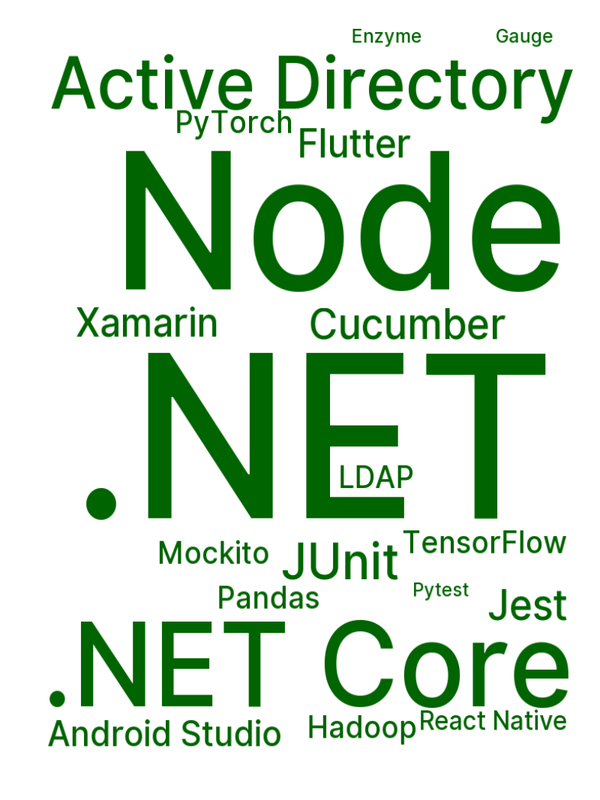 Enzyme Gauge
Active Directory
PyTorch
Flutter
Node
Xamarin Cucumber
.NET
LDAP
TensorFlow
Mockito JUnit
Pytest
Pandas Jest
.NET Core
Android Studio Hadoop React Native